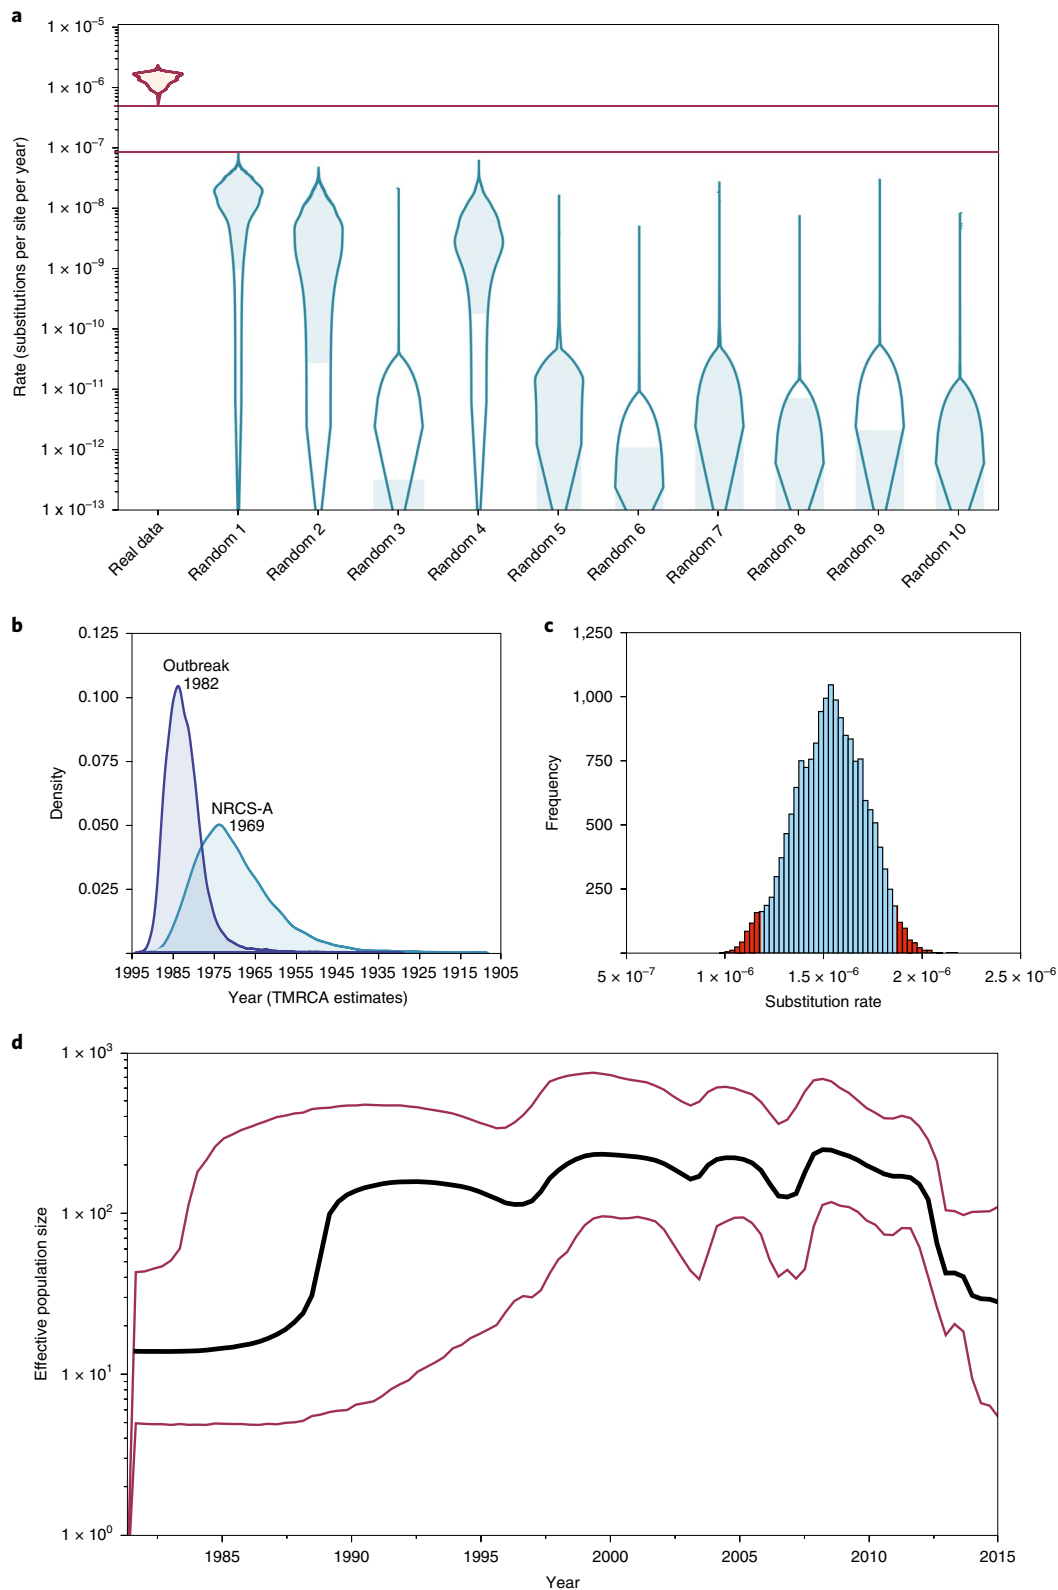 a
1 × 10⁻⁵
1 × 10⁻⁶
1 × 10⁻⁷
1 × 10⁻⁸
1 × 10⁻⁹
1 × 10⁻¹⁰
1 × 10⁻¹¹
1 × 10⁻¹²
1 × 10⁻¹³
Rate (substitutions per site per year)
Real data
Random 1
Random 2
Random 3
Random 4
Random 5
Random 6
Random 7
Random 8
Random 9
Random 10
b
0.125
0.100
0.075
0.050
0.025
Density
Outbreak
1982
NRCS-A
1969
1995 1985 1975 1965 1955 1945 1935 1925 1915 1905
Year (TMRCA estimates)
c
1,250
1,000
750
500
250
Frequency
5 × 10⁻⁷ 1 × 10⁻⁶ 1.5 × 10⁻⁶ 2 × 10⁻⁶ 2.5 × 10⁻⁶
Substitution rate
d
1 × 10³
1 × 10²
1 × 10¹
1 × 10⁰
Effective population size
1985 1990 1995 2000 2005 2010 2015
Year